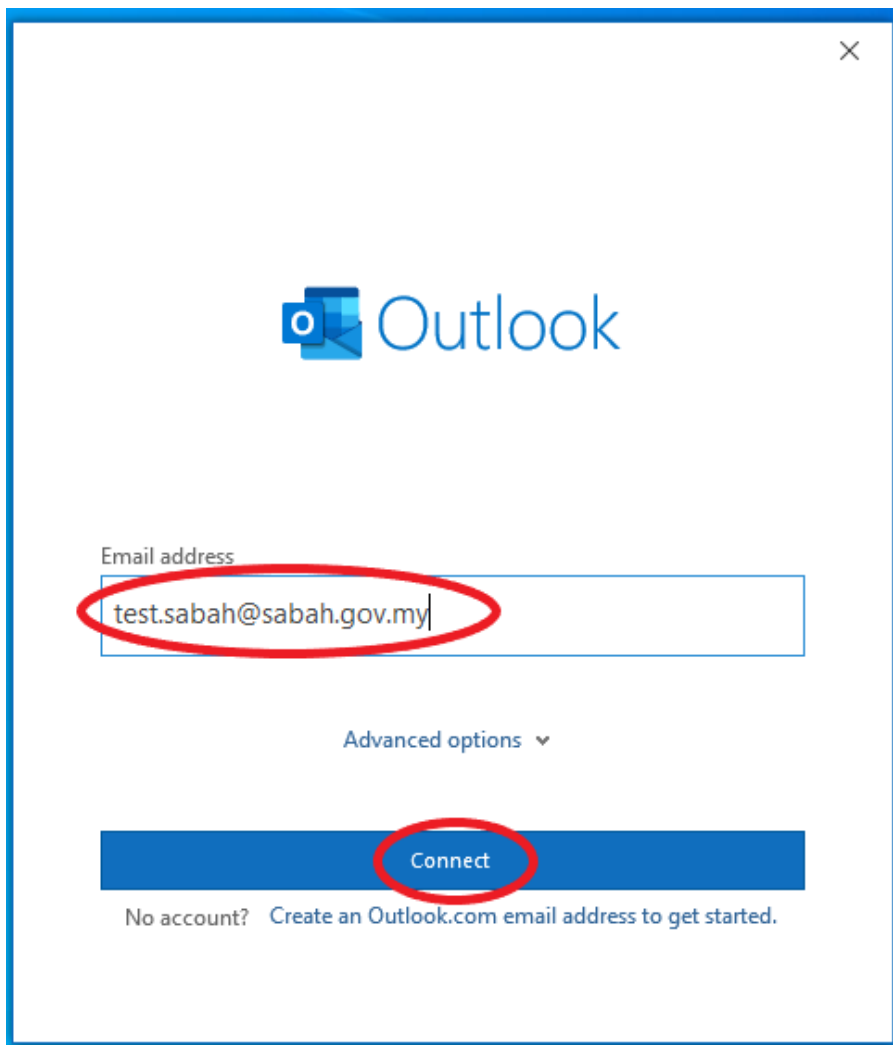 Outlook
Email address
test.sabah@sabah.gov.my
Advanced options
Connect
No account? Create an Outlook.com email address to get started.